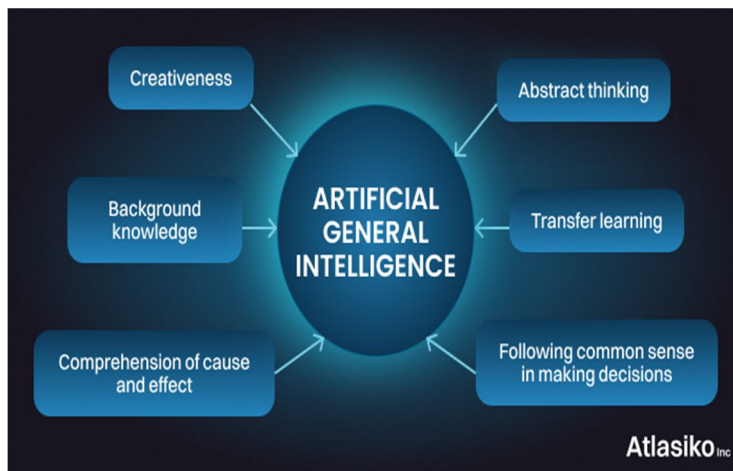 Creativeness
Abstract thinking
Background
knowledge
ARTIFICIAL
GENERAL
INTELLIGENCE
Transfer learning
Comprehension of cause
and effect
Following common sense
in making decisions
Atlasiko Inc